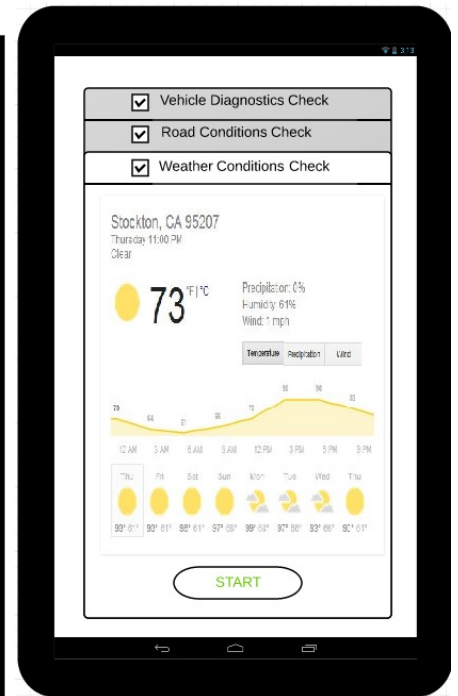 3:13
Vehicle Diagnostics Check
Road Conditions Check
Weather Conditions Check
Stockton, CA 95207
Thursday 11:00 PM
Clear
73 °F | °C
Precipitation: 0%
Humidity: 61%
Wind: 1 mph
Temperature Precipitation Wind
12 AM 3 AM 6 AM 9 AM 12 PM 3 PM 6 PM 9 PM
Thu Fri Sat Sun Mon Tue Wed Thu
START